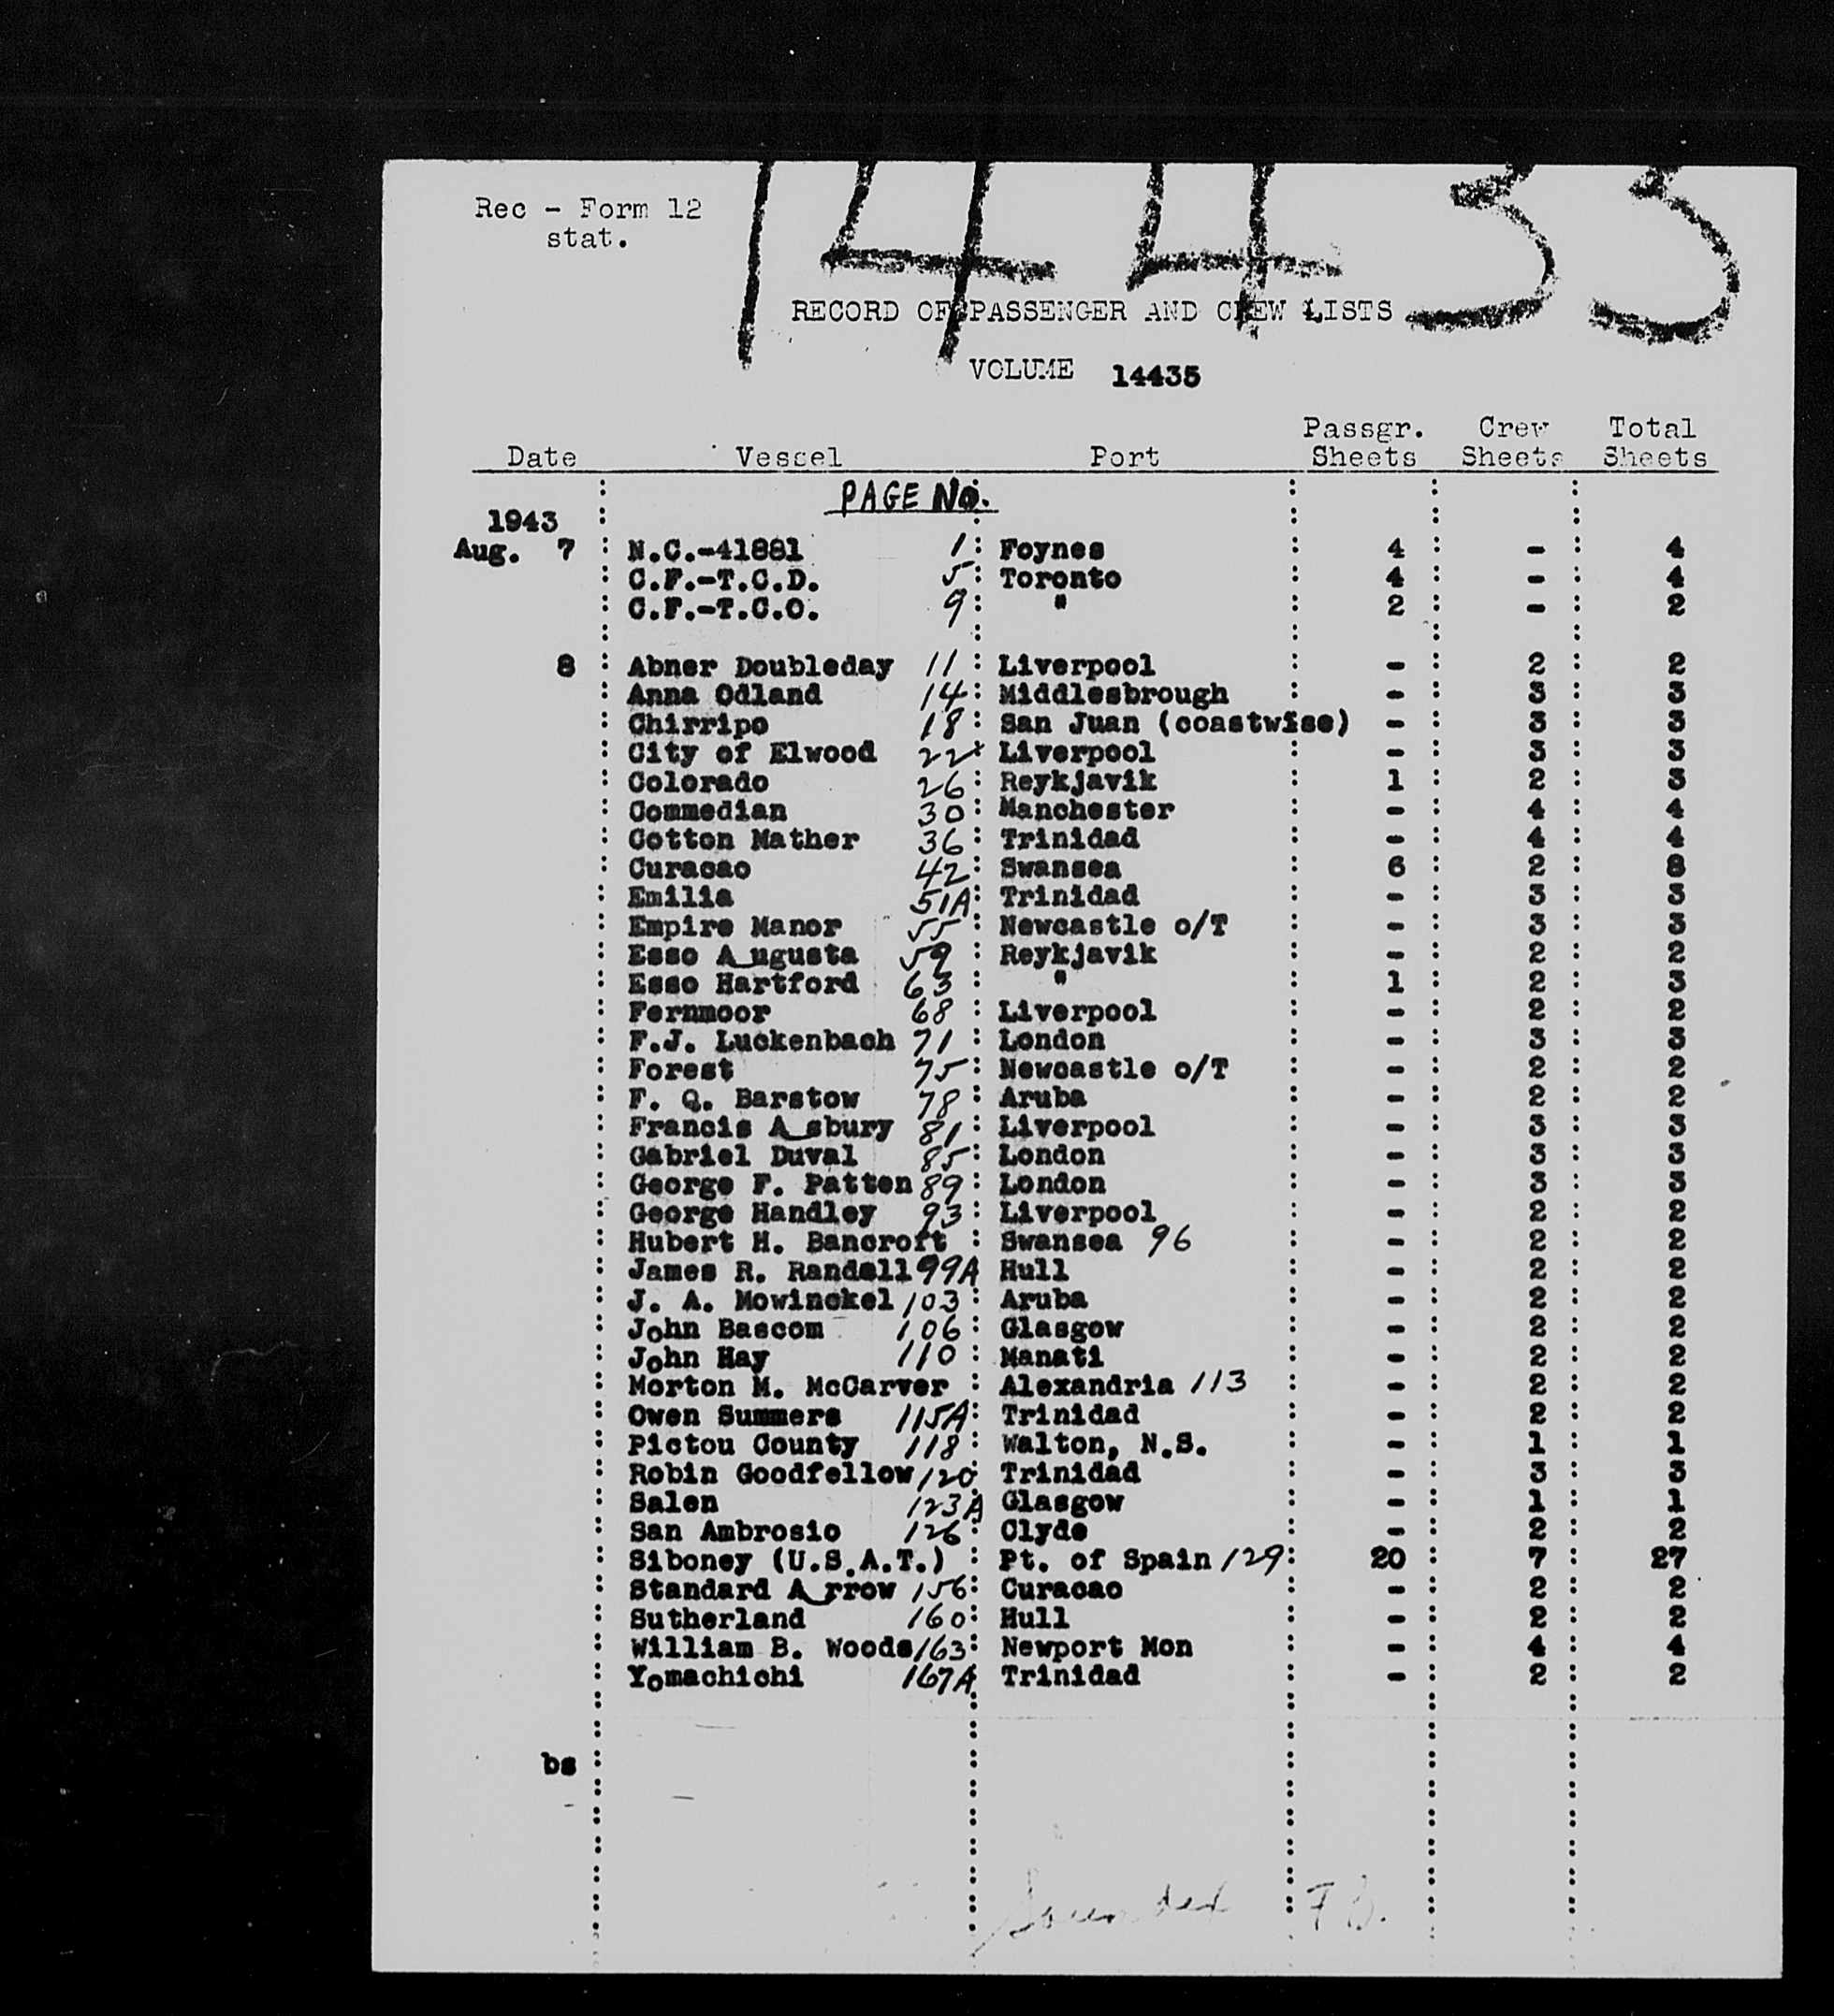 14433
Rec - Form 12
stat.
RECORD OF PASSENGER AND CREW LISTS
VOLUME 14435
Date Vessel Port Passgr. Sheets Crew Sheets Total Sheets
PAGE NO.
1943
Aug. 7 : N.C.-41881 1 : Foynes : 4 : - : 4
: C.F.-T.C.D. 5 : Toronto : 4 : - : 4
: C.F.-T.C.O. 9 : " : 2 : - : 2
8 : Abner Doubleday 11 : Liverpool : - : 2 : 2
: Anna Odland 14 : Middlesbrough : - : 3 : 3
: Chirripo 18 : San Juan (coastwise) - : 3 : 3
: City of Elwood 22 : Liverpool : - : 3 : 3
: Colorado 26 : Reykjavik : 1 : 2 : 3
: Commedian 30 : Manchester : - : 4 : 4
: Cotton Mather 36 : Trinidad : - : 4 : 4
: Curacao 42 : Swansea : 6 : 2 : 8
: Emilia 51A : Trinidad : - : 3 : 3
: Empire Manor 55 : Newcastle o/T : - : 3 : 3
: Esso Augusta 59 : Reykjavik : - : 2 : 2
: Esso Hartford 63 : " : 1 : 2 : 3
: Fernmoor 68 : Liverpool : - : 2 : 2
: F.J. Luckenbach 71 : London : - : 3 : 3
: Forest 75 : Newcastle o/T : - : 2 : 2
: F. Q. Barstow 78 : Aruba : - : 2 : 2
: Francis Asbury 81 : Liverpool : - : 3 : 3
: Gabriel Duval 85 : London : - : 3 : 3
: George F. Patten 89 : London : - : 3 : 3
: George Handley 93 : Liverpool : - : 2 : 2
: Hubert H. Bancroft : Swansea 96 : - : 2 : 2
: James R. Randall 99A Hull : - : 2 : 2
: J. A. Mowinckel 103 : Aruba : - : 2 : 2
: John Bascom 106 : Glasgow : - : 2 : 2
: John Hay 110 : Manati : - : 2 : 2
: Morton M. McCarver : Alexandria 113 : - : 2 : 2
: Owen Summers 115A : Trinidad : - : 2 : 2
: Pictou County 118 : Walton, N.S. : - : 1 : 1
: Robin Goodfellow 120 : Trinidad : - : 3 : 3
: Salen 123A Glasgow : - : 1 : 1
: San Ambrosio 126 : Clyde : - : 2 : 2
: Siboney (U.S.A.T.) : Pt. of Spain 129 : 20 : 7 : 27
: Standard Arrow 156 : Curacao : - : 2 : 2
: Sutherland 160 : Hull : - : 2 : 2
: William B. Woods 163 : Newport Mon : - : 4 : 4
: Yomachichi 167A : Trinidad : - : 2 : 2
bs